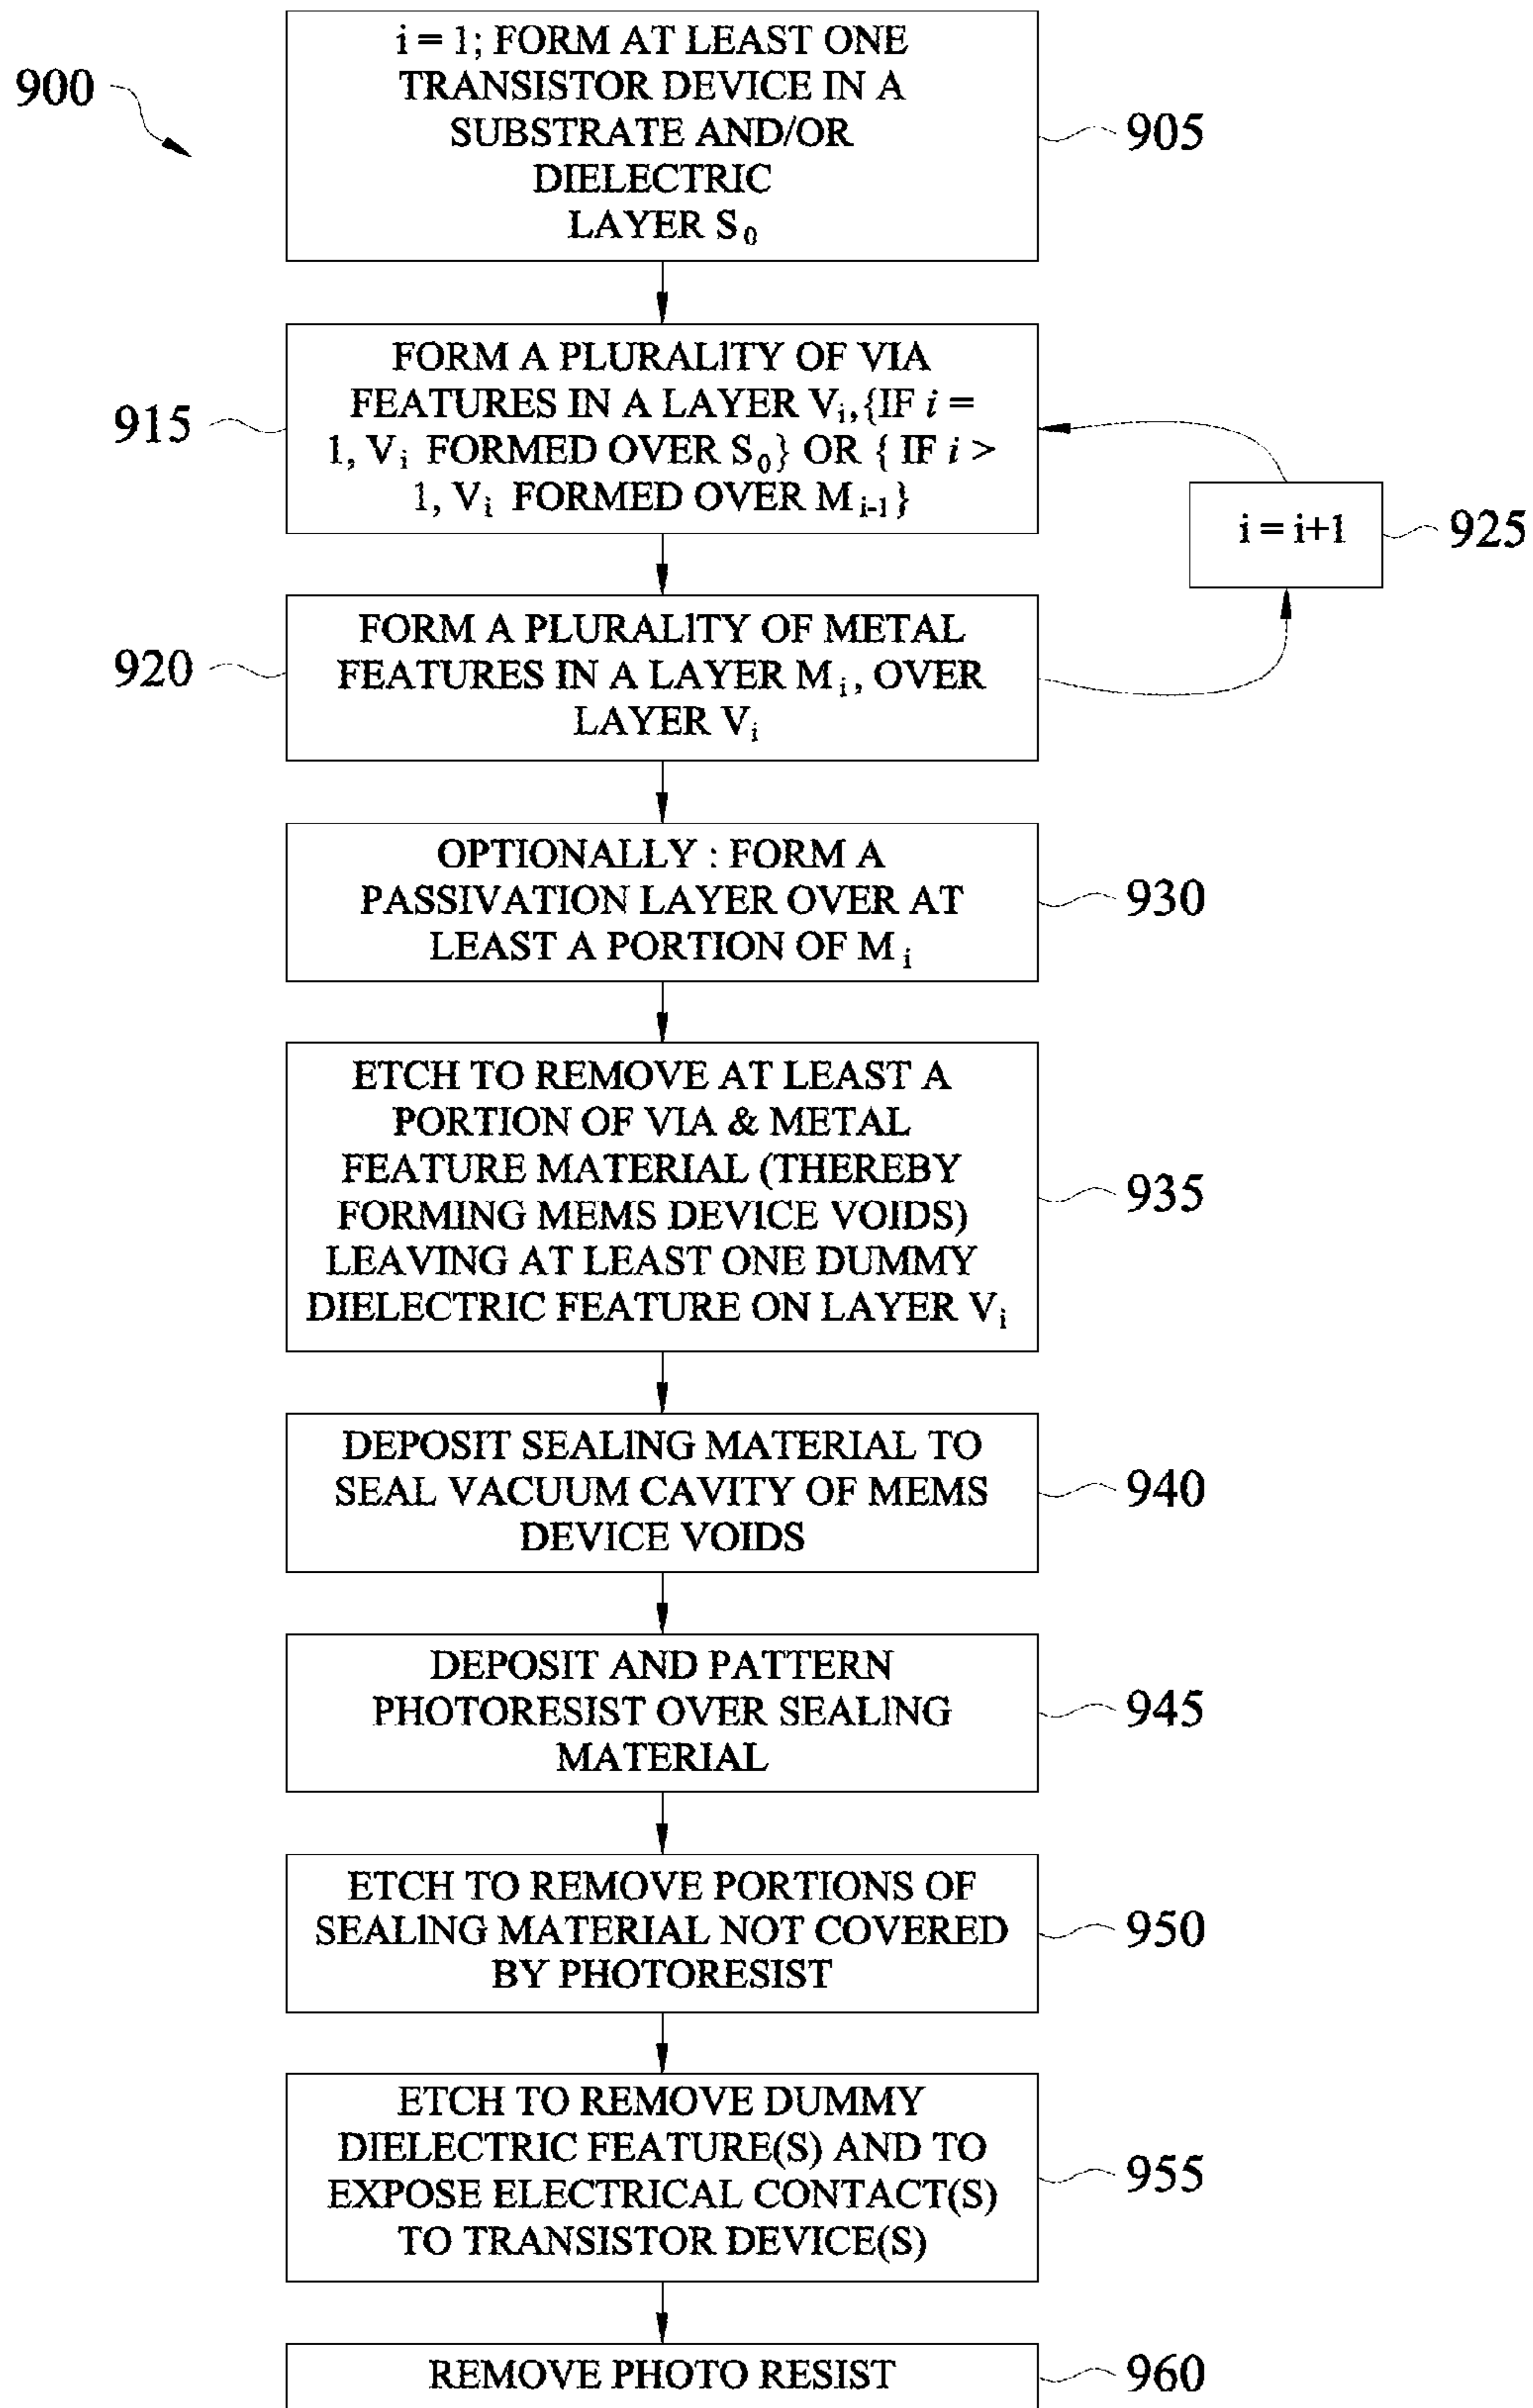 900
i = 1; FORM AT LEAST ONE
TRANSISTOR DEVICE IN A
SUBSTRATE AND/OR
DIELECTRIC
LAYER S₀
905
FORM A PLURALITY OF VIA
FEATURES IN A LAYER Vᵢ,{IF i =
1, Vᵢ FORMED OVER S₀} OR { IF i >
1, Vᵢ FORMED OVER Mᵢ₋₁}
915
i = i+1
925
FORM A PLURALITY OF METAL
FEATURES IN A LAYER Mᵢ, OVER
LAYER Vᵢ
920
OPTIONALLY : FORM A
PASSIVATION LAYER OVER AT
LEAST A PORTION OF Mᵢ
930
ETCH TO REMOVE AT LEAST A
PORTION OF VIA & METAL
FEATURE MATERIAL (THEREBY
FORMING MEMS DEVICE VOIDS)
LEAVING AT LEAST ONE DUMMY
DIELECTRIC FEATURE ON LAYER Vᵢ
935
DEPOSIT SEALING MATERIAL TO
SEAL VACUUM CAVITY OF MEMS
DEVICE VOIDS
940
DEPOSIT AND PATTERN
PHOTORESIST OVER SEALING
MATERIAL
945
ETCH TO REMOVE PORTIONS OF
SEALING MATERIAL NOT COVERED
BY PHOTORESIST
950
ETCH TO REMOVE DUMMY
DIELECTRIC FEATURE(S) AND TO
EXPOSE ELECTRICAL CONTACT(S)
TO TRANSISTOR DEVICE(S)
955
REMOVE PHOTO RESIST
960